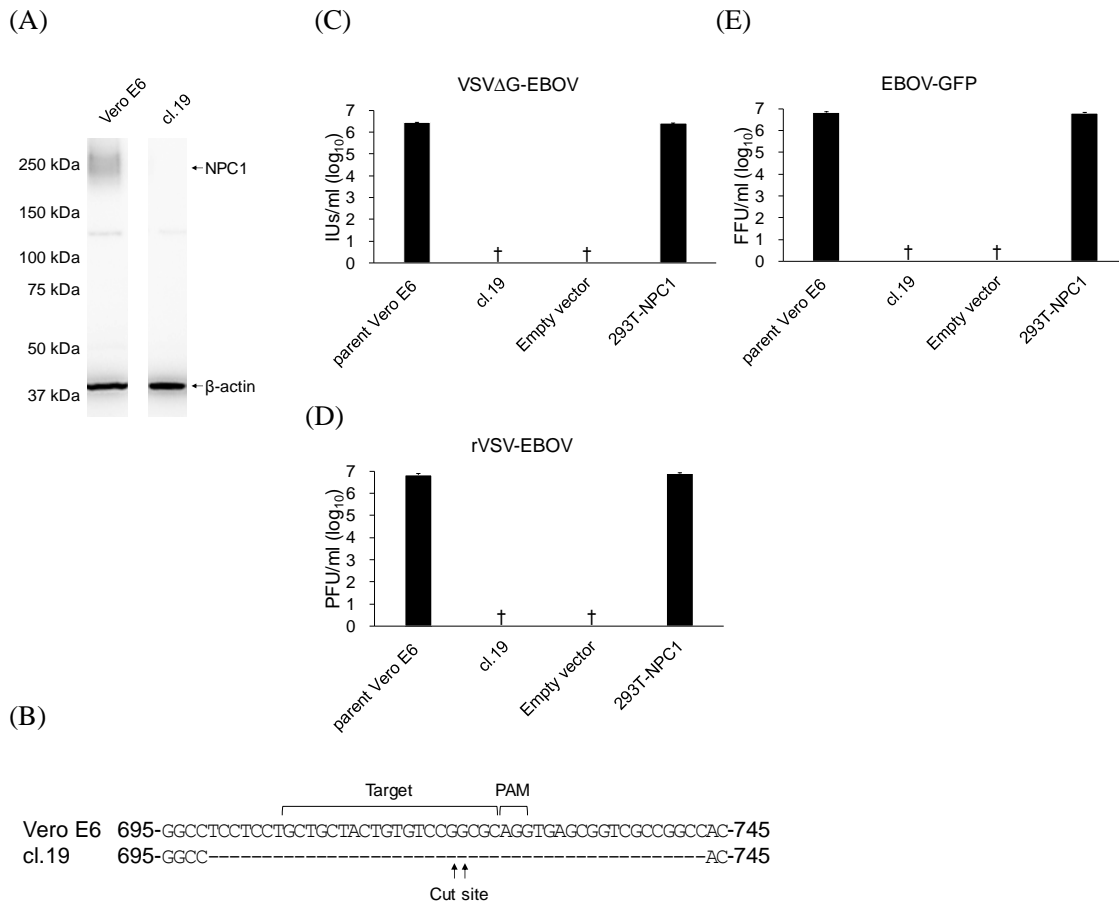 (A)
Vero E6
cl.19
250 kDa
150 kDa
100 kDa
75 kDa
50 kDa
37 kDa
←NPC1
←β-actin
(C)
VSVΔG-EBOV
IUs/ml (log10)
7
6
5
4
3
2
1
0
† †
parent Vero E6
cl.19
Empty vector
293T-NPC1
(E)
EBOV-GFP
FFU/ml (log10)
7
6
5
4
3
2
1
0
† †
parent Vero E6
cl.19
Empty vector
293T-NPC1
(D)
rVSV-EBOV
PFU/ml (log10)
7
6
5
4
3
2
1
0
† †
parent Vero E6
cl.19
Empty vector
293T-NPC1
(B)
Target PAM
Vero E6 695-GGCCTCCTCCTGCTGCTACTGTGTCCGGCGCAGGTGAGCGGTCGCCGGCCAC-745
cl.19 695-GGCC---------------------------------------------AC-745
Cut site